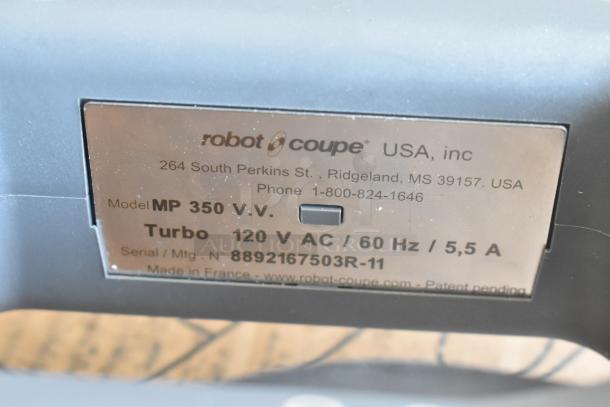 robot coupe® USA, inc
264 South Perkins St. , Ridgeland, MS 39157. USA
Phone 1-800-824-1646
Model MP 350 V.V.
Turbo 120 V AC / 60 Hz / 5,5 A
Serial / Mfg · N° 8892167503R-11
Made in France - www.robot-coupe.com - Patent pending